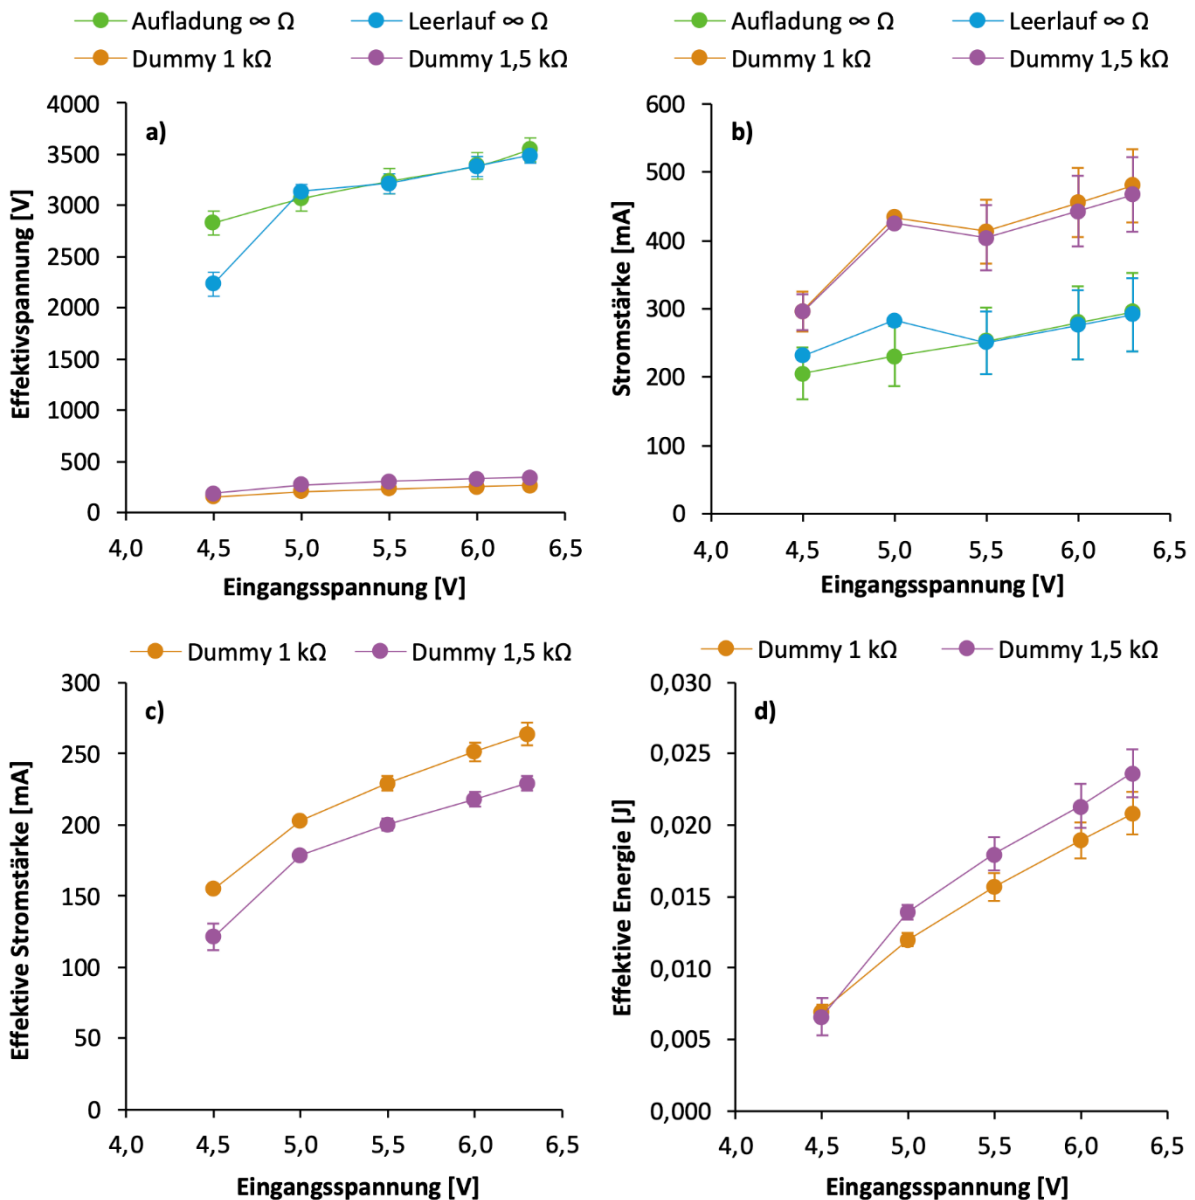 Aufladung ∞ Ω
Leerlauf ∞ Ω
Dummy 1 kΩ
Dummy 1,5 kΩ
a)
Effektivspannung [V]
4000
3500
3000
2500
2000
1500
1000
500
0
4,0 4,5 5,0 5,5 6,0 6,5
Eingangsspannung [V]
Aufladung ∞ Ω
Leerlauf ∞ Ω
Dummy 1 kΩ
Dummy 1,5 kΩ
b)
Stromstärke [mA]
600
500
400
300
200
100
0
4,0 4,5 5,0 5,5 6,0 6,5
Eingangsspannung [V]
Dummy 1 kΩ
Dummy 1,5 kΩ
c)
Effektive Stromstärke [mA]
300
250
200
150
100
50
0
4,0 4,5 5,0 5,5 6,0 6,5
Eingangsspannung [V]
Dummy 1 kΩ
Dummy 1,5 kΩ
d)
Effektive Energie [J]
0,030
0,025
0,020
0,015
0,010
0,005
0,000
4,0 4,5 5,0 5,5 6,0 6,5
Eingangsspannung [V]